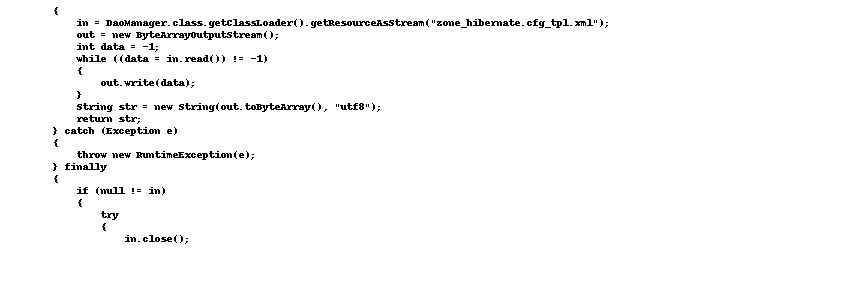 {
in = DaoManager.class.getClassLoader().getResourceAsStream("zone_hibernate.cfg_tpl.xml");
out = new ByteArrayOutputStream();
int data = -1;
while ((data = in.read()) != -1)
{
out.write(data);
}
String str = new String(out.toByteArray(), "utf8");
return str;
} catch (Exception e)
{
throw new RuntimeException(e);
} finally
{
if (null != in)
{
try
{
in.close();